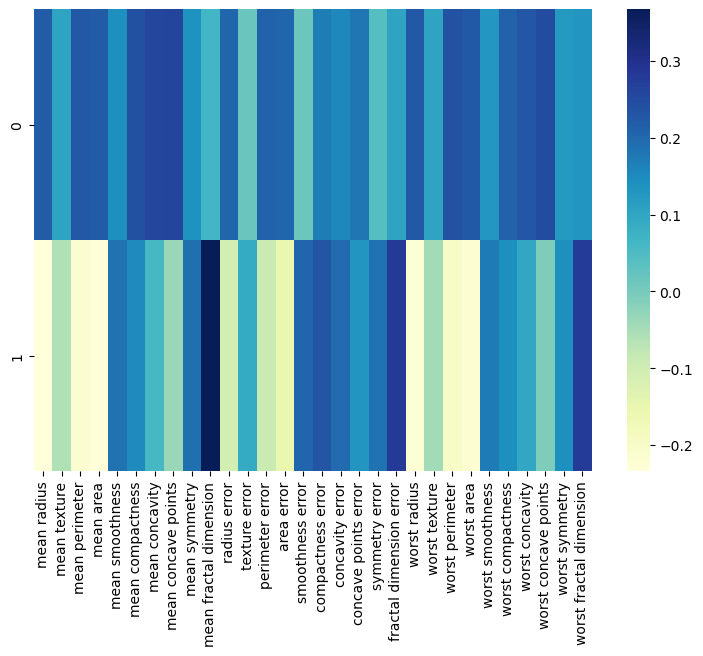 0
1
0.3
0.2
0.1
0.0
−0.1
−0.2
mean radius
mean texture
mean perimeter
mean area
mean smoothness
mean compactness
mean concavity
mean concave points
mean symmetry
mean fractal dimension
radius error
texture error
perimeter error
area error
smoothness error
compactness error
concavity error
concave points error
symmetry error
fractal dimension error
worst radius
worst texture
worst perimeter
worst area
worst smoothness
worst compactness
worst concavity
worst concave points
worst symmetry
worst fractal dimension